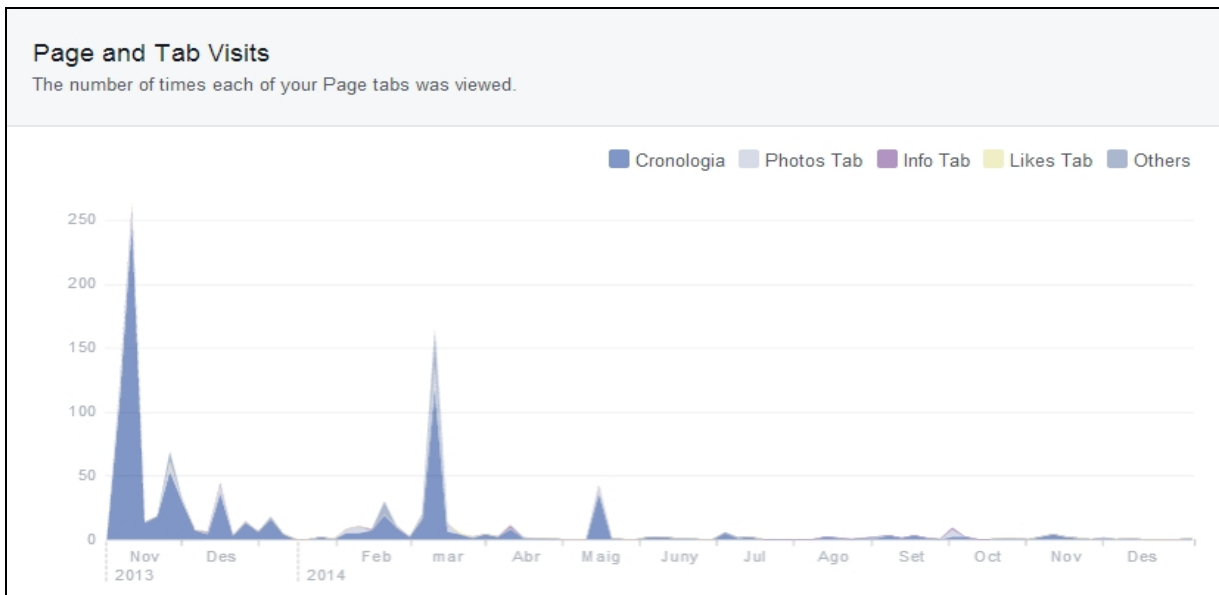 Page and Tab Visits
The number of times each of your Page tabs was viewed.
Cronologia Photos Tab Info Tab Likes Tab Others
250
200
150
100
50
0
Nov Des Feb mar Abr Maig Juny Jul Ago Set Oct Nov Des
2013 2014